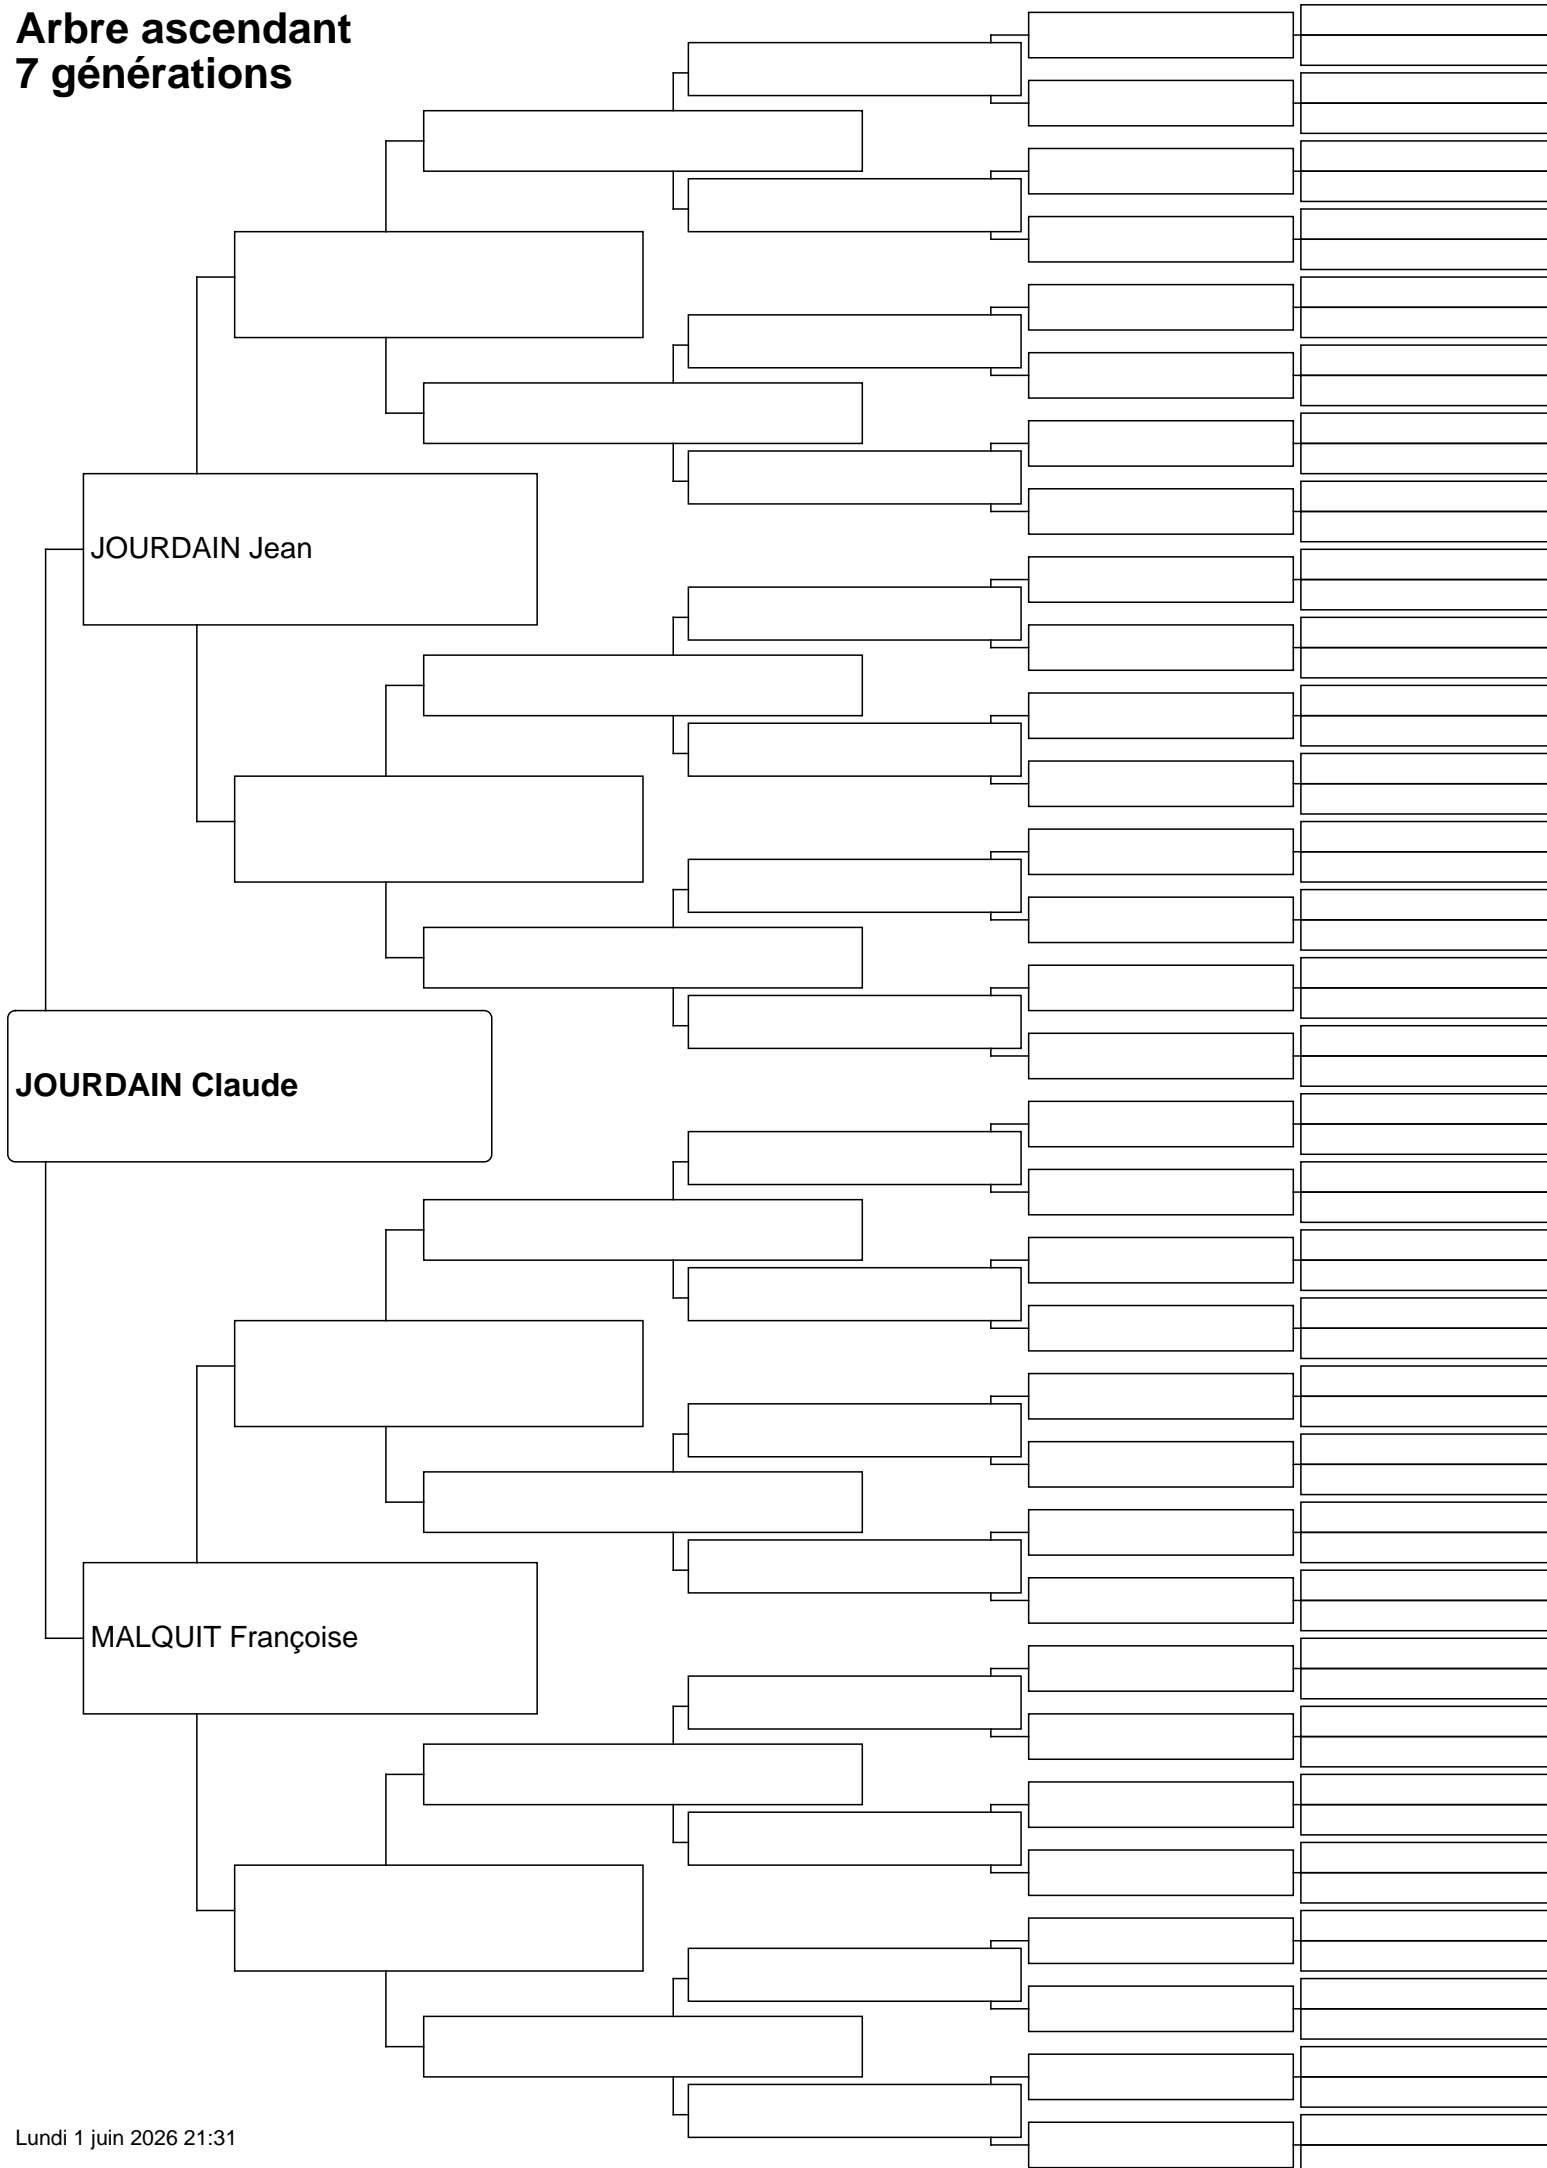 Arbre ascendant
7 générations
JOURDAIN Jean
JOURDAIN Claude
MALQUIT Françoise
Lundi 1 juin 2026 21:31